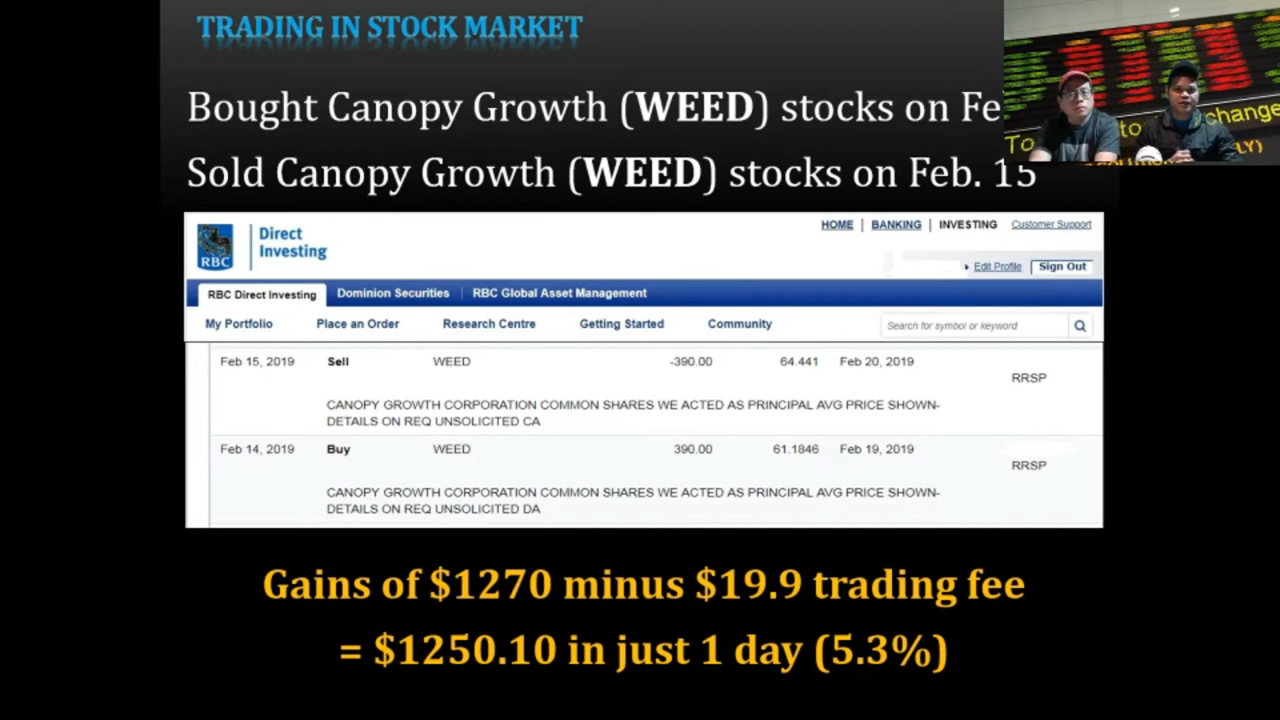 TRADING IN STOCK MARKET
Bought Canopy Growth (WEED) stocks on Fe
Sold Canopy Growth (WEED) stocks on Feb. 15
To to change
LY)
RBC
Direct
Investing
HOME | BANKING | INVESTING Customer Support
Edit Profile Sign Out
RBC Direct Investing Dominion Securities RBC Global Asset Management
My Portfolio Place an Order Research Centre Getting Started Community Search for symbol or keyword
Feb 15, 2019 Sell WEED -390.00 64.441 Feb 20, 2019
RRSP
CANOPY GROWTH CORPORATION COMMON SHARES WE ACTED AS PRINCIPAL AVG PRICE SHOWN-
DETAILS ON REQ UNSOLICITED CA
Feb 14, 2019 Buy WEED 390.00 61.1846 Feb 19, 2019
RRSP
CANOPY GROWTH CORPORATION COMMON SHARES WE ACTED AS PRINCIPAL AVG PRICE SHOWN-
DETAILS ON REQ UNSOLICITED DA
Gains of $1270 minus $19.9 trading fee
= $1250.10 in just 1 day (5.3%)